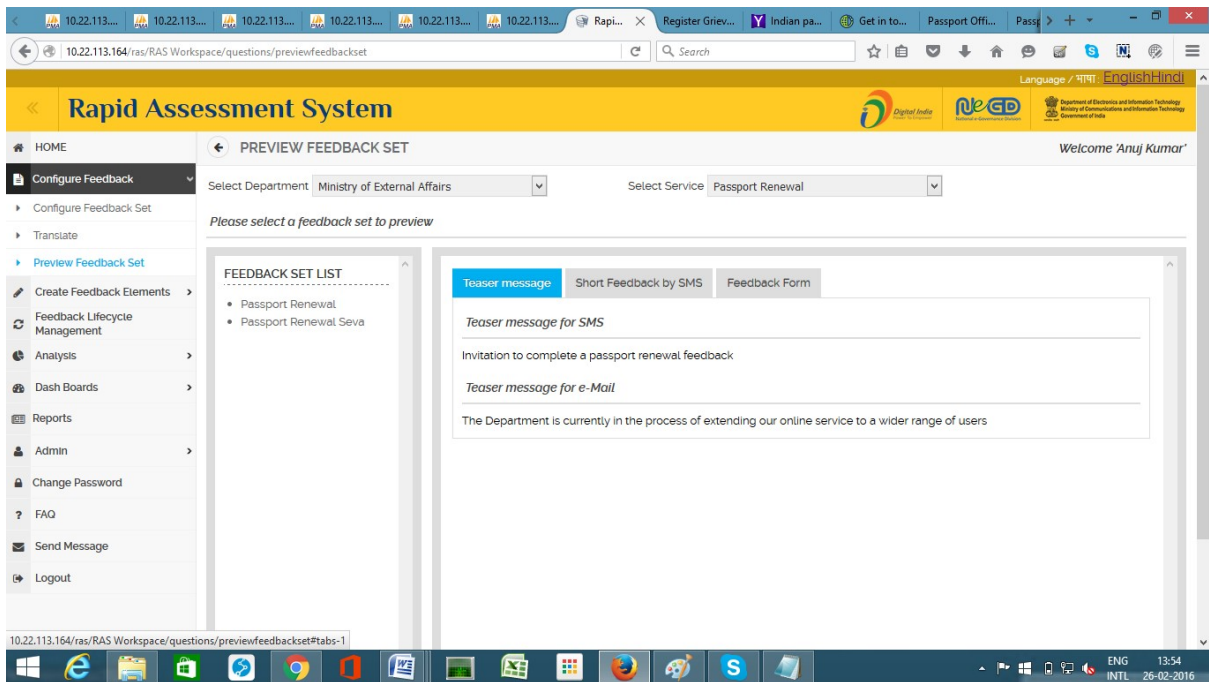 10.22.113.... 10.22.113.... 10.22.113.... 10.22.113.... 10.22.113.... 10.22.113.... Rapi... Register Griev... Indian pa... Get in to... Passport Offi...
10.22.113.164/ras/RAS Workspace/questions/previewfeedbackset Search
Language / भाषा : EnglishHindi
Rapid Assessment System
Digital India
Power To Empower
NeGD
National e-Governance Division
Department of Electronics and Information Technology
Ministry of Communications and Information Technology
Government of India
HOME
PREVIEW FEEDBACK SET
Welcome 'Anuj Kumar'
Configure Feedback
Configure Feedback Set
Translate
Preview Feedback Set
Create Feedback Elements
Feedback Lifecycle
Management
Analysis
Dash Boards
Reports
Admin
Change Password
FAQ
Send Message
Logout
Select Department Ministry of External Affairs
Select Service Passport Renewal
Please select a feedback set to preview
FEEDBACK SET LIST
Passport Renewal
Passport Renewal Seva
Teaser message Short Feedback by SMS Feedback Form
Teaser message for SMS
Invitation to complete a passport renewal feedback
Teaser message for e-Mail
The Department is currently in the process of extending our online service to a wider range of users
10.22.113.164/ras/RAS Workspace/questions/previewfeedbackset#tabs-1
ENG 13:54
INTL 26-02-2016